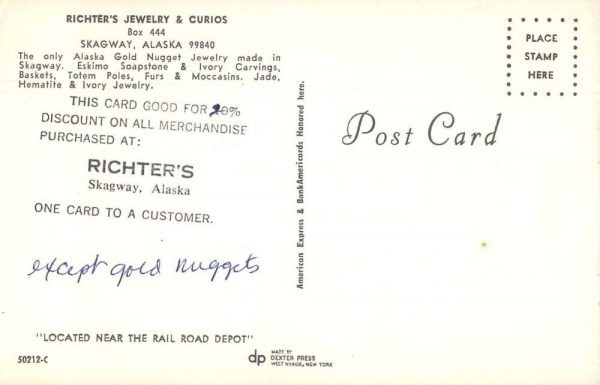 RICHTER'S JEWELRY & CURIOS
Box 444
SKAGWAY, ALASKA 99840
The only Alaska Gold Nugget Jewelry made in
Skagway. Eskimo Soapstone & Ivory Carvings,
Baskets, Totem Poles, Furs & Moccasins. Jade,
Hematite & Ivory Jewelry.
THIS CARD GOOD FOR 20%
DISCOUNT ON ALL MERCHANDISE
PURCHASED AT:
RICHTER'S
Skagway, Alaska
ONE CARD TO A CUSTOMER.
except gold nuggets
"LOCATED NEAR THE RAIL ROAD DEPOT"
50212-C
dp MADE BY
DEXTER PRESS
WEST NYACK, NEW YORK
American Express & BankAmericards Honored here.
Post Card
PLACE
STAMP
HERE